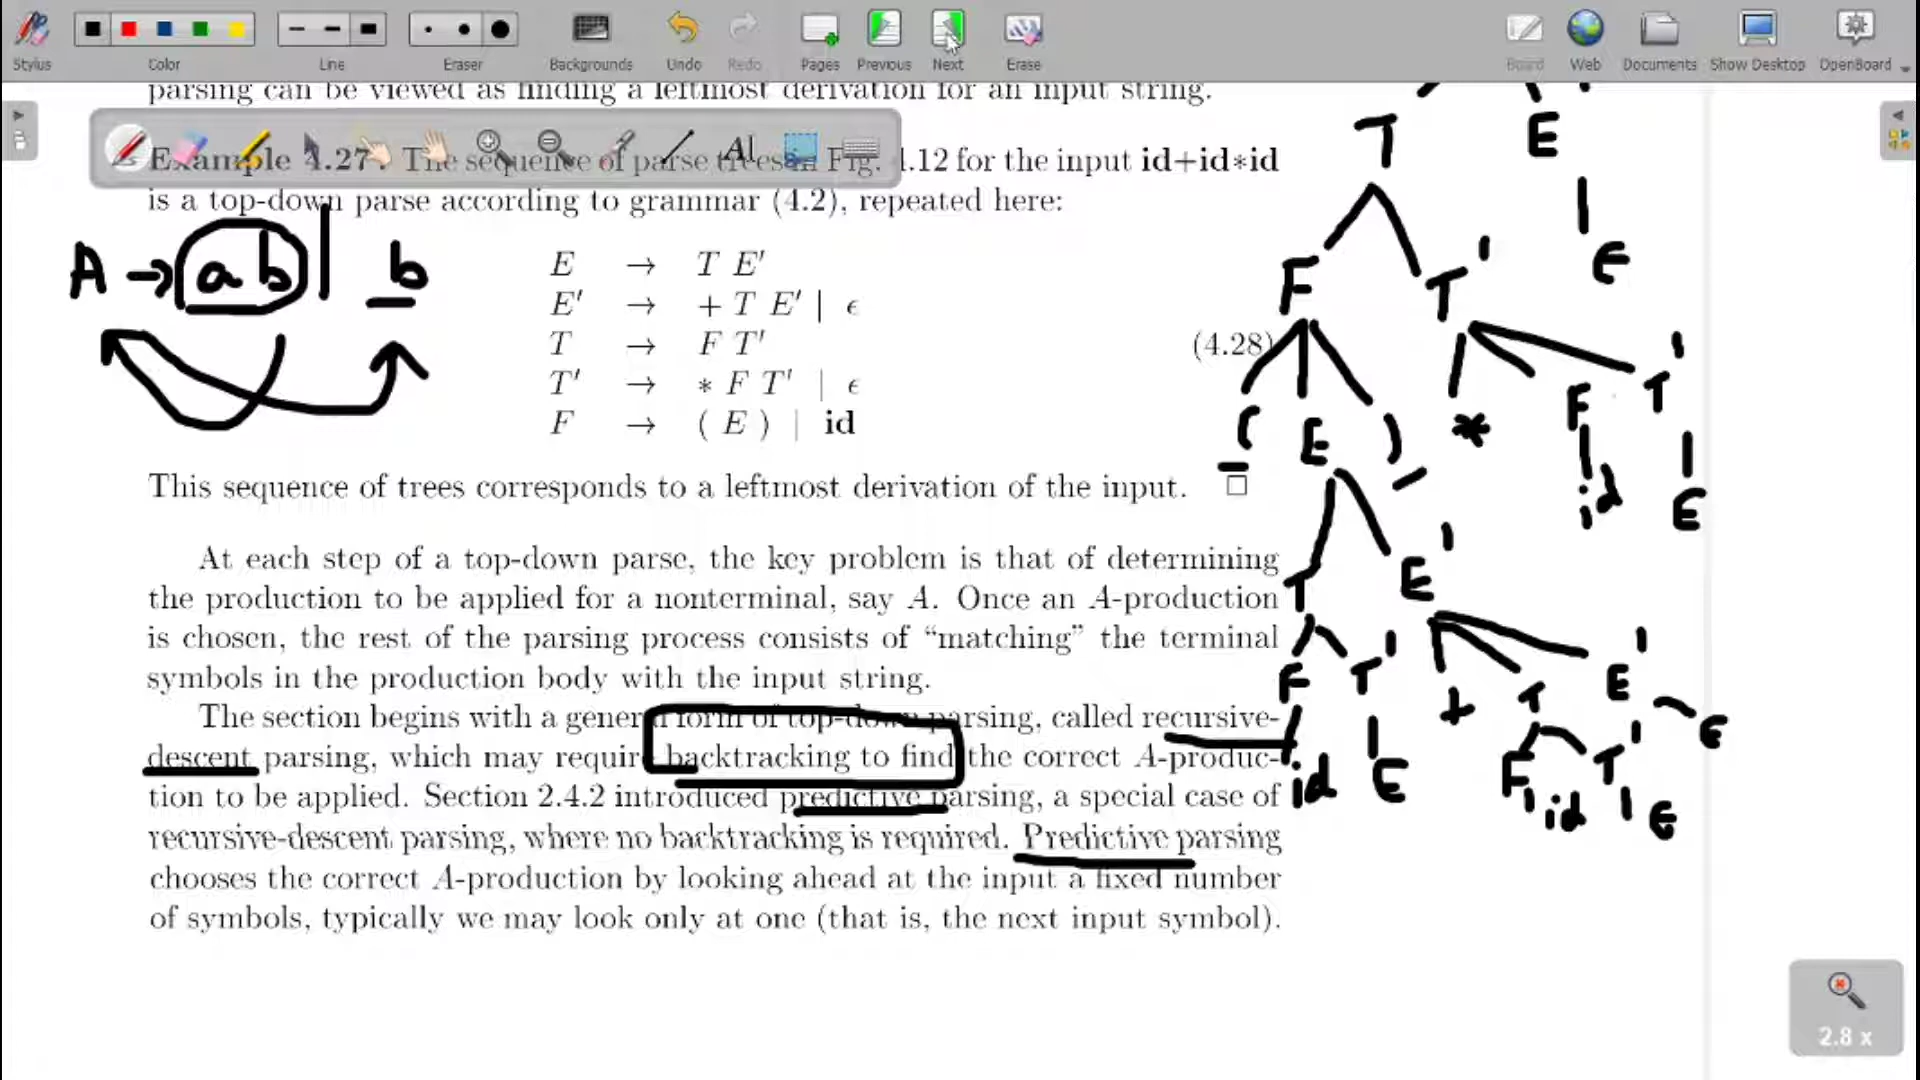 Stylus Color Line Eraser Backgrounds Undo Redo Pages Previous Next Erase Board Web Documents Show Desktop OpenBoard
parsing can be viewed as finding a leftmost derivation for an input string.
Example 4.27 : The sequence of parse trees in Fig. 4.12 for the input id+id*id
is a top-down parse according to grammar (4.2), repeated here:
A → a b | b
E → T E'
E' → + T E' | ϵ
T → F T'
(4.28)
T' → * F T' | ϵ
F → ( E ) | id
This sequence of trees corresponds to a leftmost derivation of the input. □
At each step of a top-down parse, the key problem is that of determining
the production to be applied for a nonterminal, say A. Once an A-production
is chosen, the rest of the parsing process consists of “matching” the terminal
symbols in the production body with the input string.
The section begins with a general form of top-down parsing, called recursive-
descent parsing, which may require backtracking to find the correct A-produc-
tion to be applied. Section 2.4.2 introduced predictive parsing, a special case of
recursive-descent parsing, where no backtracking is required. Predictive parsing
chooses the correct A-production by looking ahead at the input a fixed number
of symbols, typically we may look only at one (that is, the next input symbol).
T E
F T' ϵ
( E ) * F T'
id ϵ
T E'
F T' + T E'
id ϵ F T' ϵ
id ϵ
AI
2.8 x